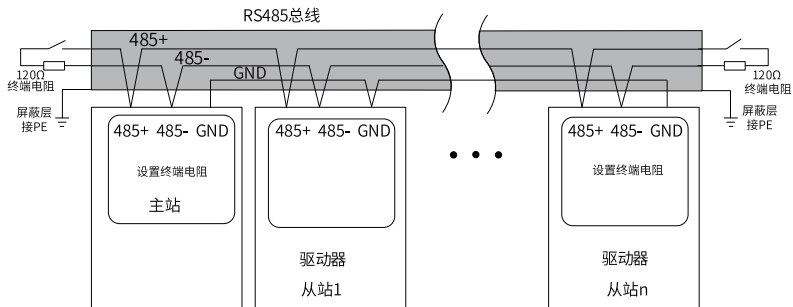 RS485总线
485+
485-
GND
120Ω
终端电阻
120Ω
终端电阻
屏蔽层
接PE
屏蔽层
接PE
485+ 485- GND
设置终端电阻
主站
485+ 485- GND
驱动器
从站1
485+ 485- GND
设置终端电阻
驱动器
从站n